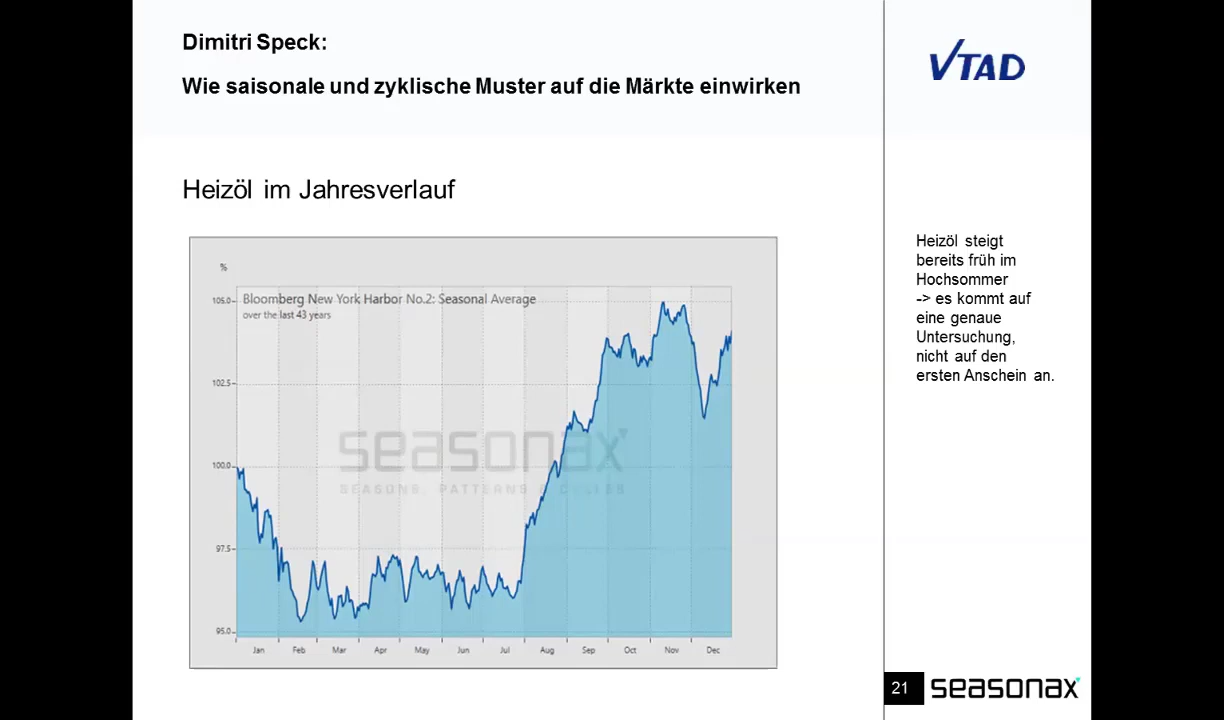 Dimitri Speck:
Wie saisonale und zyklische Muster auf die Märkte einwirken
VTAD
Heizöl im Jahresverlauf
%
Bloomberg New York Harbor No.2: Seasonal Average
over the last 43 years
105.0
102.5
100.0
97.5
95.0
seasonax
SEASONS, PATTERNS & CYCLES
Jan Feb Mar Apr May Jun Jul Aug Sep Oct Nov Dec
Heizöl steigt
bereits früh im
Hochsommer
-> es kommt auf
eine genaue
Untersuchung,
nicht auf den
ersten Anschein an.
21
seasonax